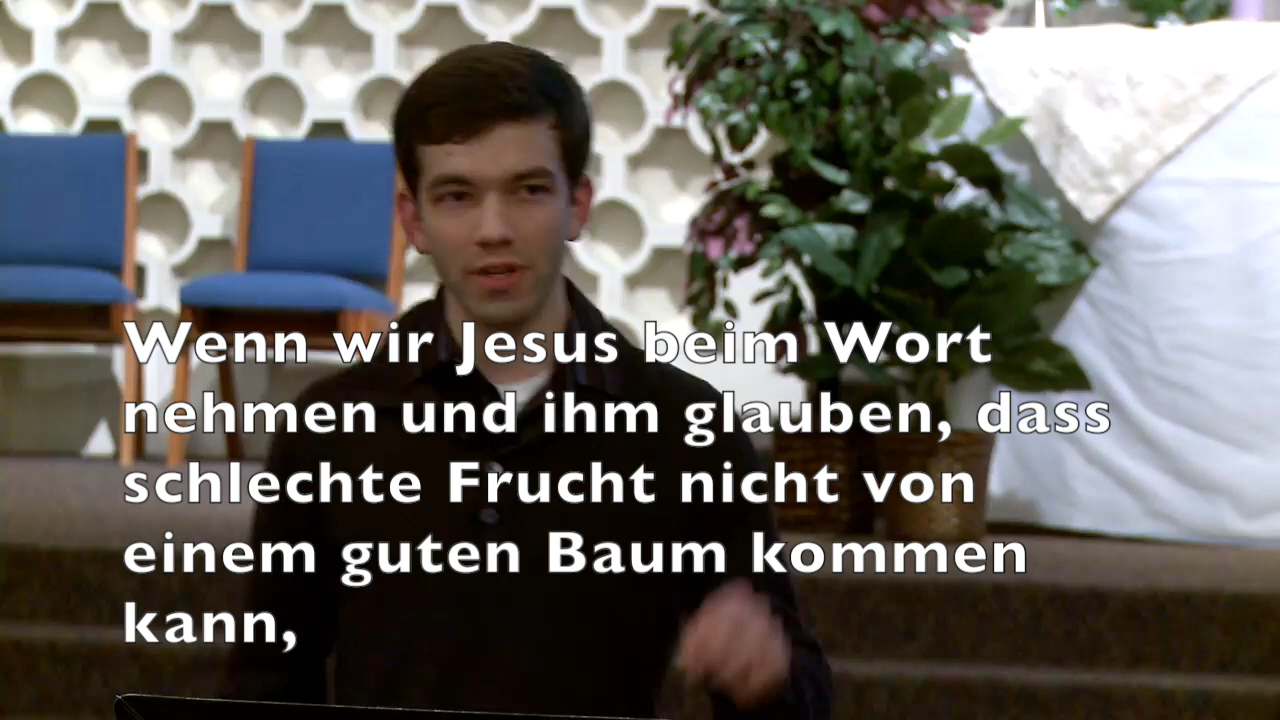 Wenn wir Jesus beim Wort
nehmen und ihm glauben, dass
schlechte Frucht nicht von
einem guten Baum kommen
kann,